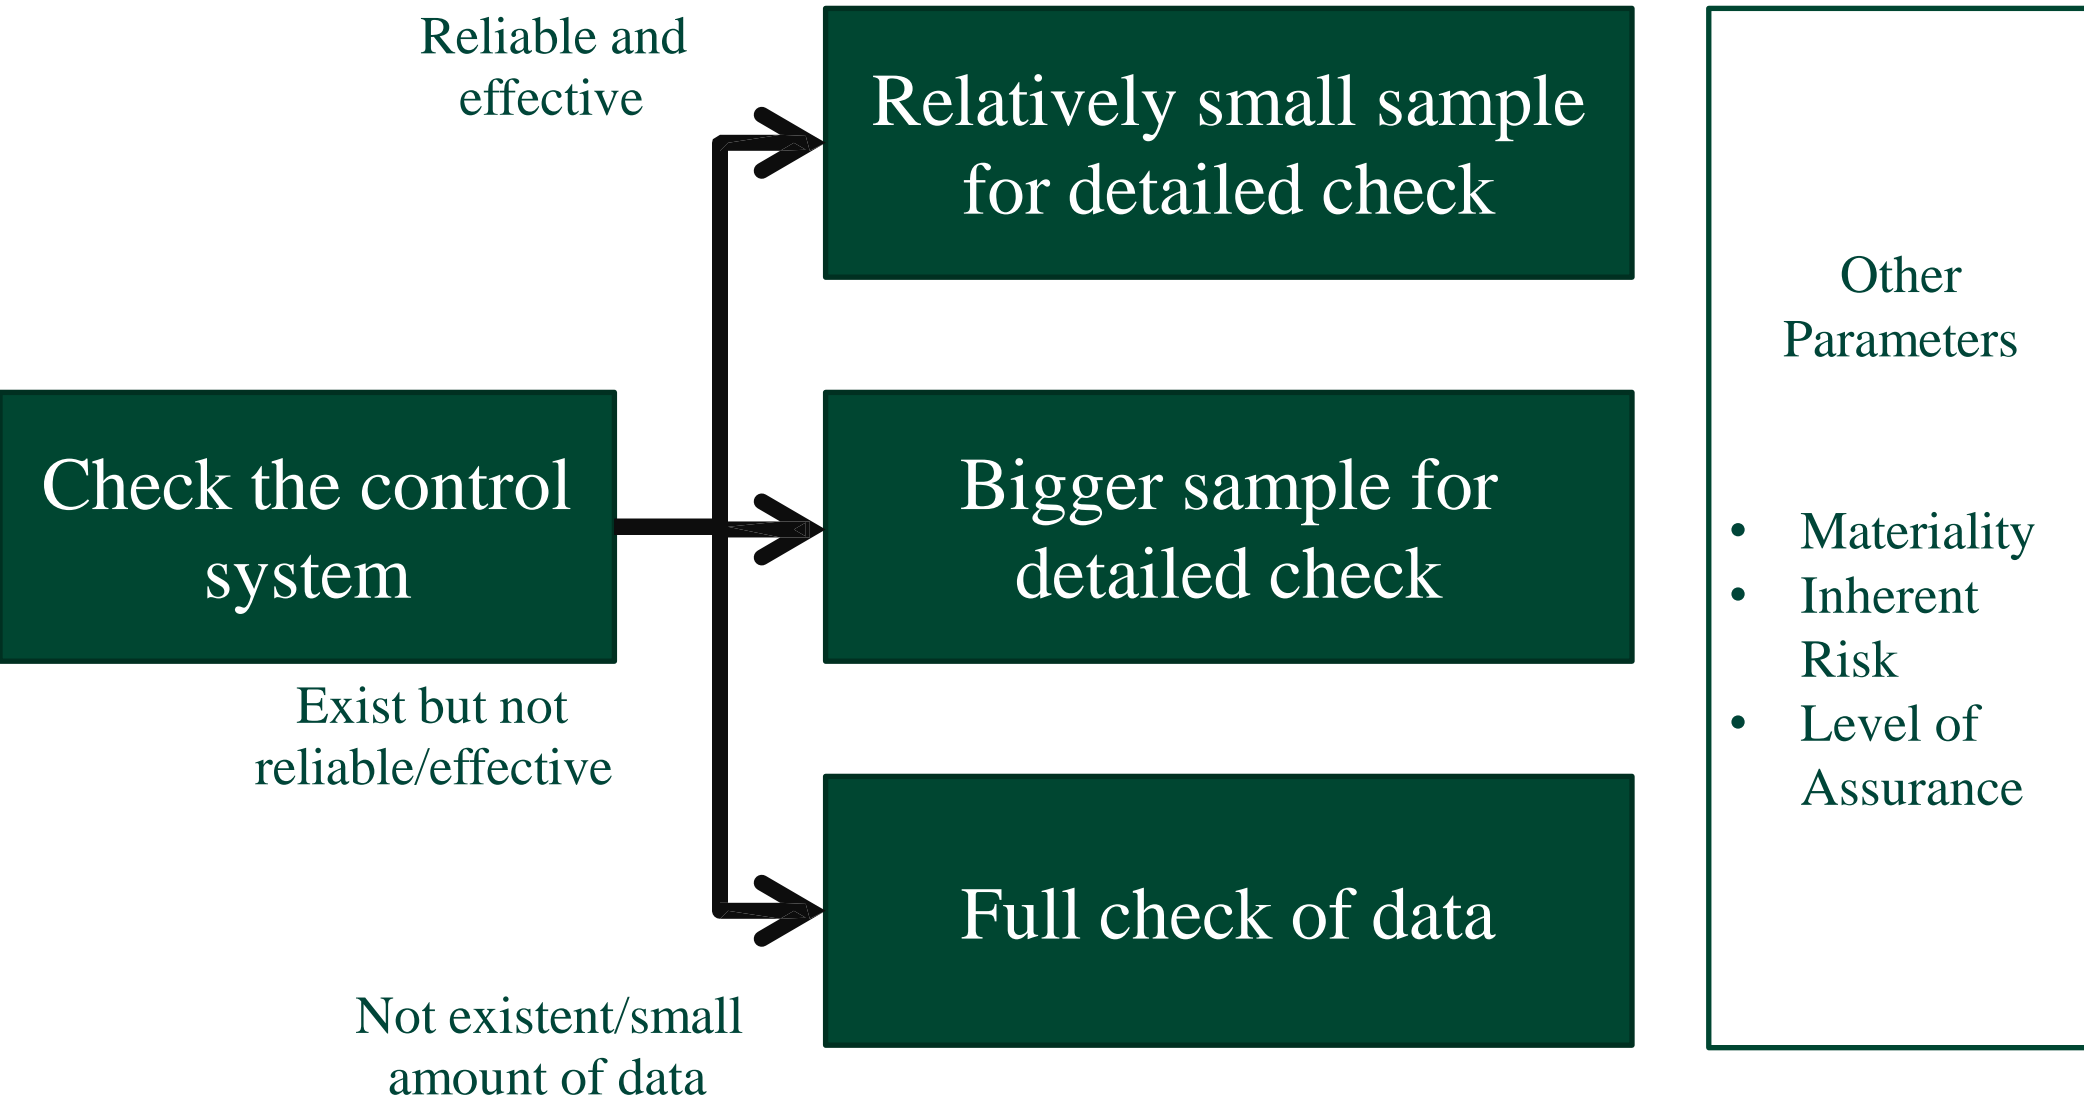 Reliable and
effective
Relatively small sample
for detailed check
Check the control
system
Exist but not
reliable/effective
Bigger sample for
detailed check
Not existent/small
amount of data
Full check of data
Other
Parameters
• Materiality
• Inherent
Risk
• Level of
Assurance